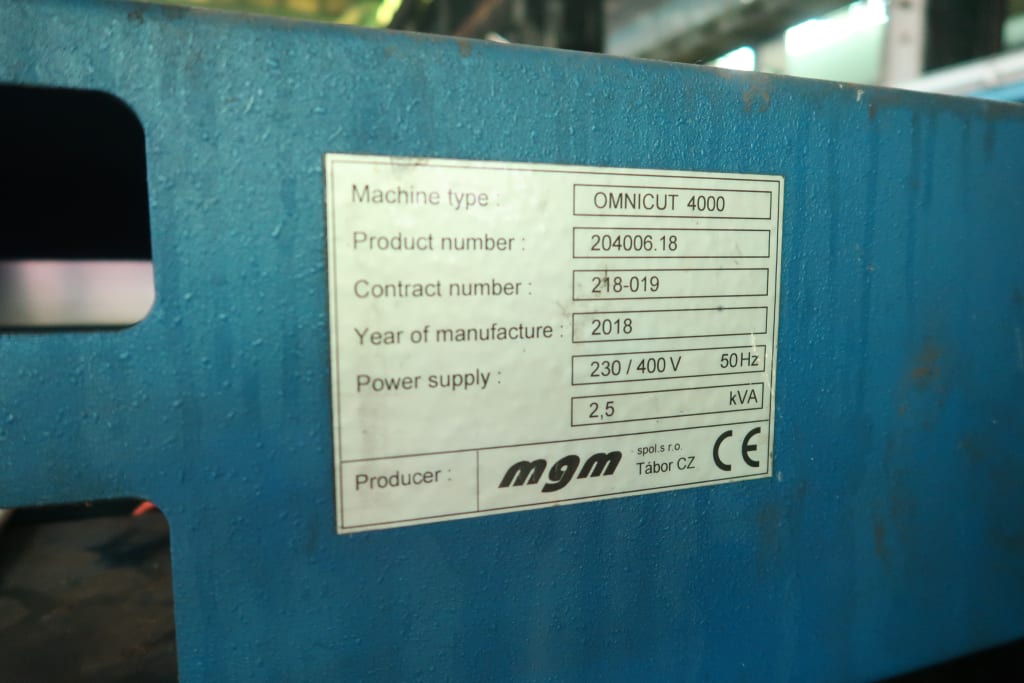 Machine type : OMNICUT 4000
Product number : 204006.18
Contract number : 218-019
Year of manufacture : 2018
Power supply : 230 / 400 V 50 Hz
2,5 kVA
Producer : mgm spol.s r.o.
Tábor CZ CE